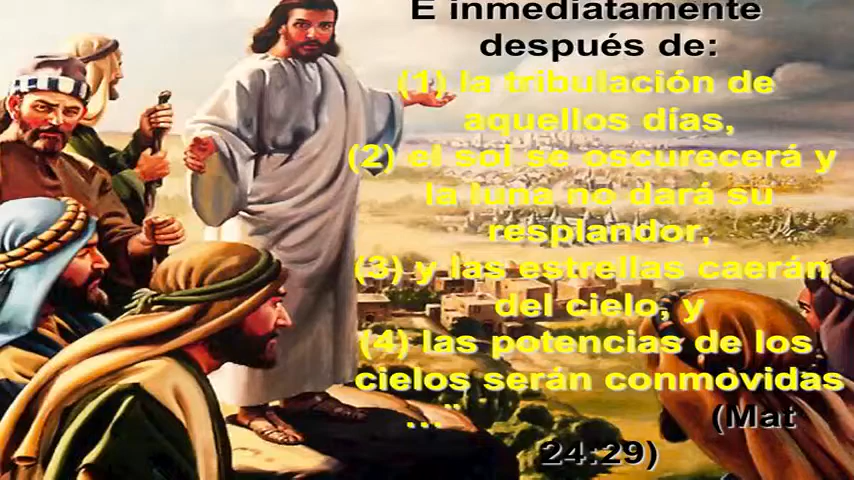 E inmediatamente
después de:
(1) la tribulación de
aquellos días,
(2) el sol se oscurecerá y
la luna no dará su
resplandor,
(3) y las estrellas caerán
del cielo, y
(4) las potencias de los
cielos serán conmovidas
…¨ (Mat
24:29)